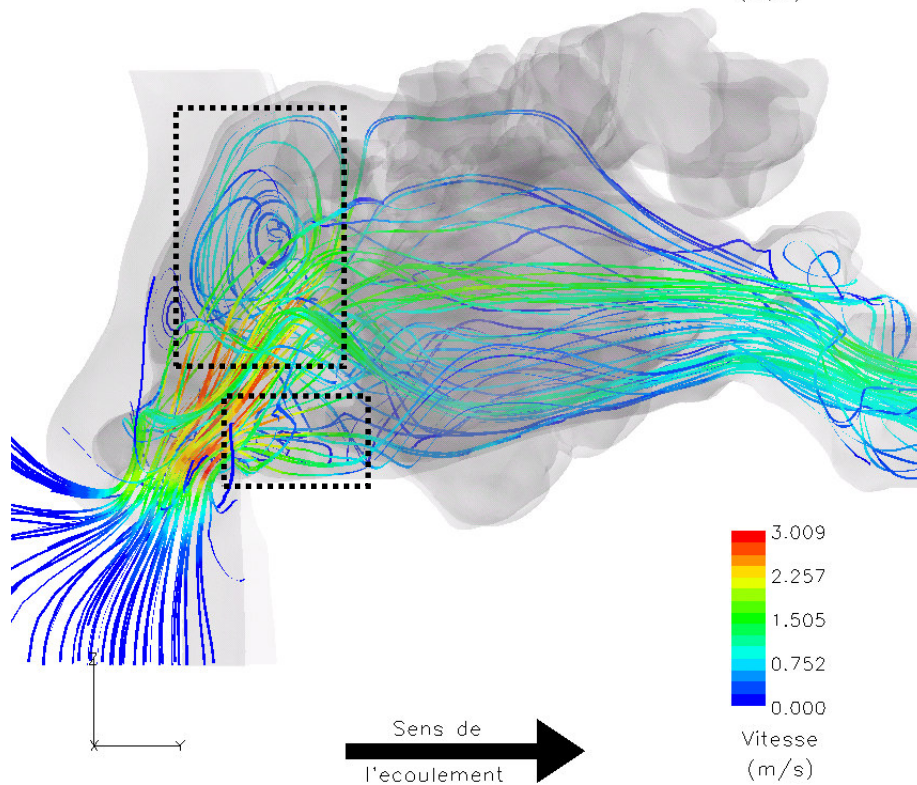 3.009
2.257
1.505
0.752
0.000
Vitesse
(m/s)
Z
Y
Sens de
l'ecoulement